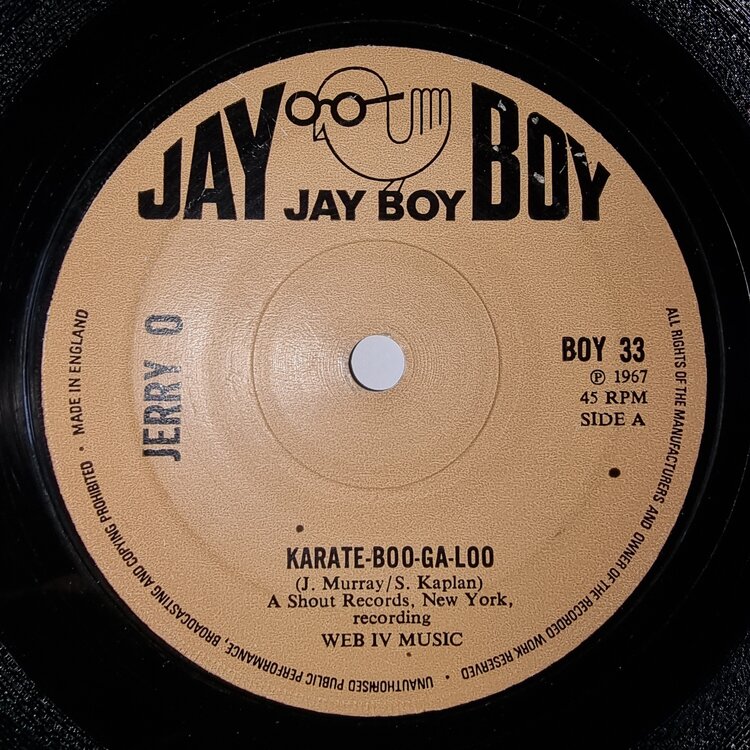 JAY BOY
JAY BOY
JERRY O
BOY 33
℗ 1967
45 RPM
SIDE A
KARATE-BOO-GA-LOO
(J. Murray/S. Kaplan)
A Shout Records, New York,
recording
WEB IV MUSIC
ALL RIGHTS OF THE MANUFACTURERS AND OWNER OF THE RECORDED WORK RESERVED • UNAUTHORISED PUBLIC PERFORMANCE, BROADCASTING AND COPYING PROHIBITED • MADE IN ENGLAND